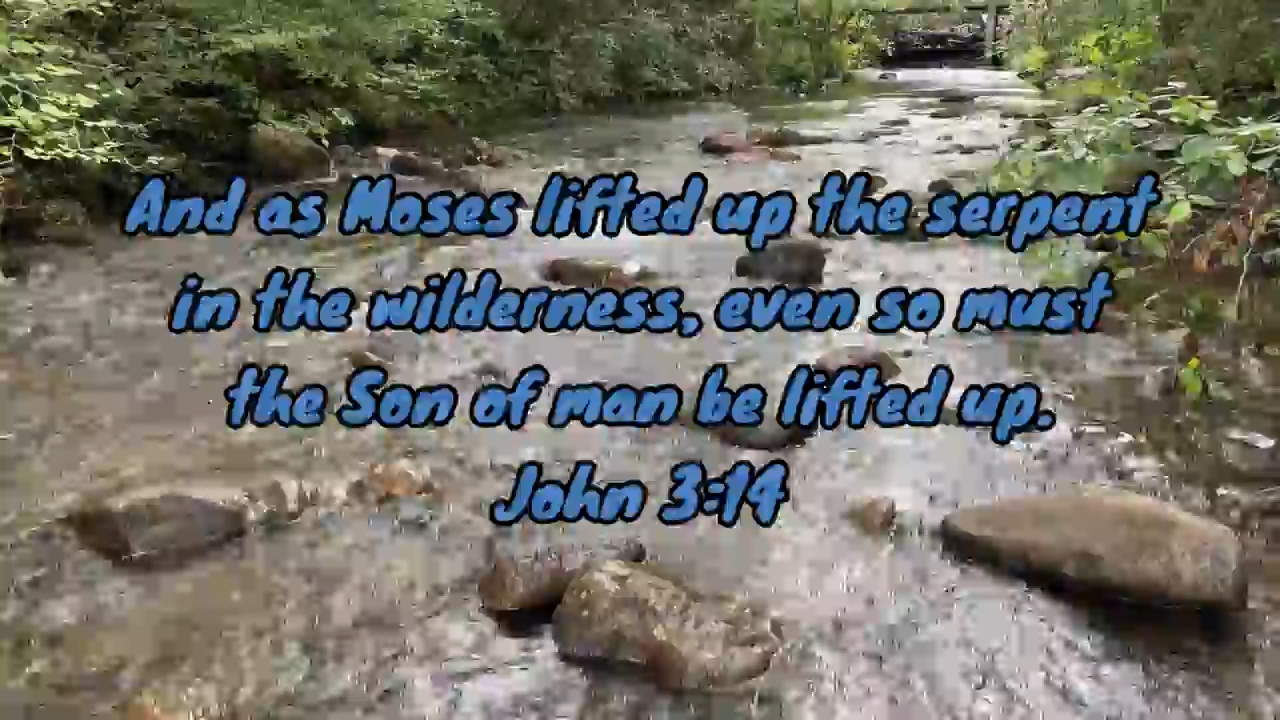 And as Moses lifted up the serpent
in the wilderness, even so must
the Son of man be lifted up.
John 3:14